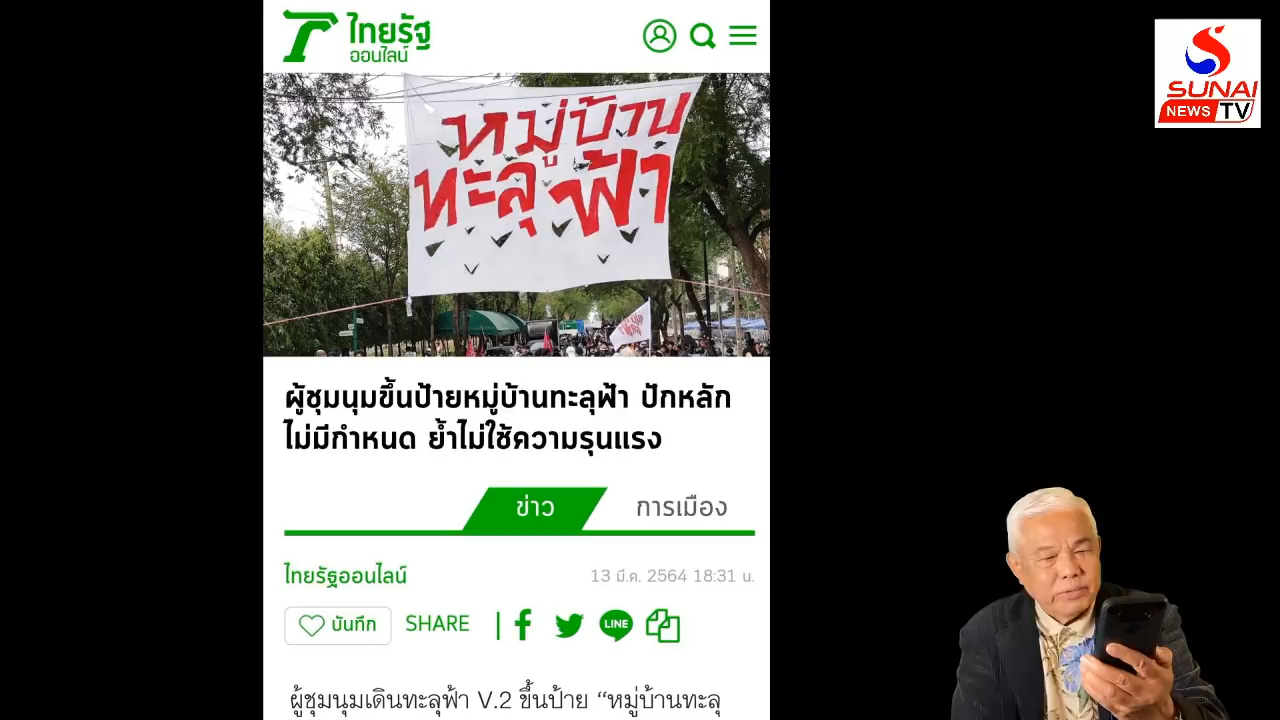 ไทยรัฐ
ออนไลน์
SUNAI
NEWS TV
หมู่บ้าน
ทะลุฟ้า
ผู้ชุมนุมขึ้นป้ายหมู่บ้านทะลุฟ้า ปักหลัก
ไม่มีกำหนด ย้ำไม่ใช้ความรุนแรง
ข่าว การเมือง
ไทยรัฐออนไลน์ 13 มี.ค. 2564 18:31 น.
บันทึก SHARE LINE
ผู้ชุมนุมเดินทะลุฟ้า V.2 ขึ้นป้าย “หมู่บ้านทะลุ